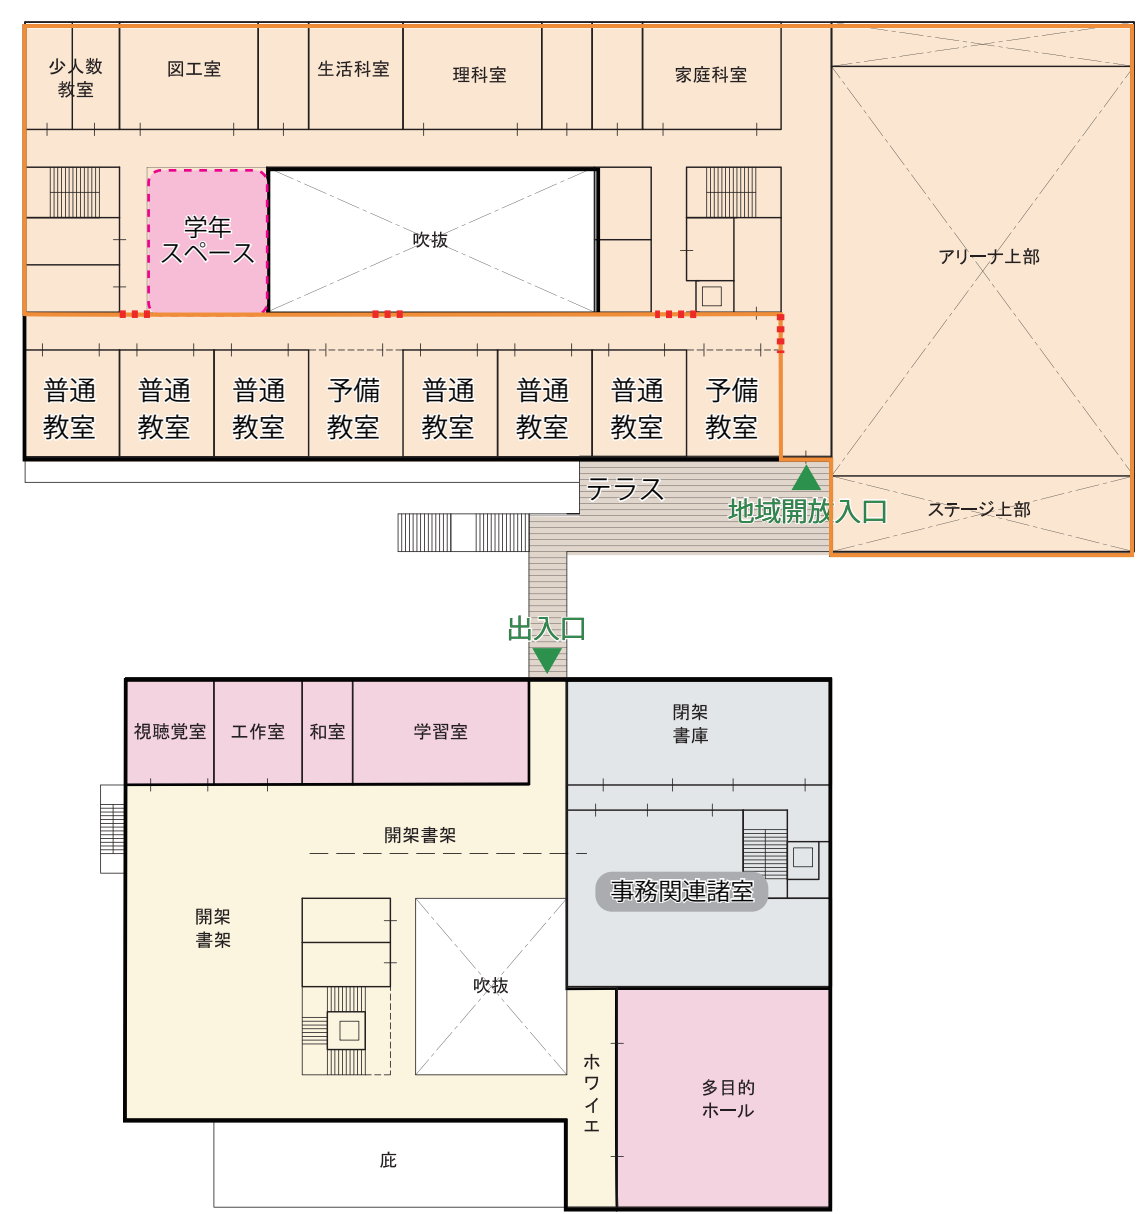 少人数
教室
図工室
生活科室
理科室
家庭科室
学年
スペース
吹抜
アリーナ上部
普通
教室
普通
教室
普通
教室
予備
教室
普通
教室
普通
教室
普通
教室
予備
教室
テラス
地域開放入口
ステージ上部
出入口
視聴覚室
工作室
和室
学習室
閉架
書庫
開架書架
事務関連諸室
開架
書架
吹抜
ホワイエ
多目的
ホール
庇